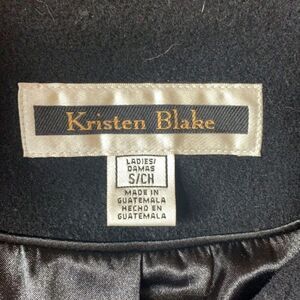 Kristen Blake
LADIES/
DAMAS
S/CH
MADE IN
GUATEMALA
HECHO EN
GUATEMALA